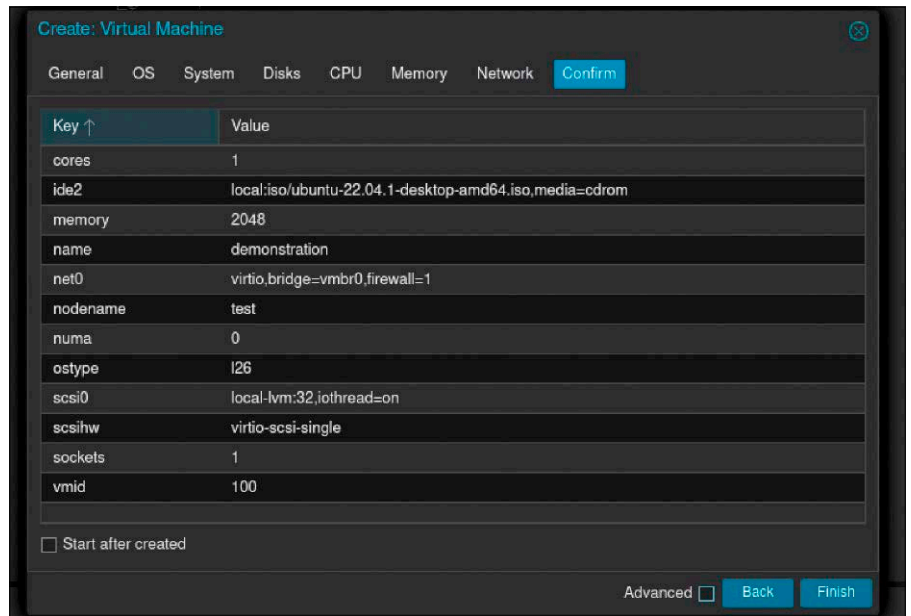 Create: Virtual Machine
General OS System Disks CPU Memory Network Confirm
Key ↑ Value
cores 1
ide2 local:iso/ubuntu-22.04.1-desktop-amd64.iso,media=cdrom
memory 2048
name demonstration
net0 virtio,bridge=vmbr0,firewall=1
nodename test
numa 0
ostype l26
scsi0 local-lvm:32,iothread=on
scsihw virtio-scsi-single
sockets 1
vmid 100
Start after created
Advanced Back Finish